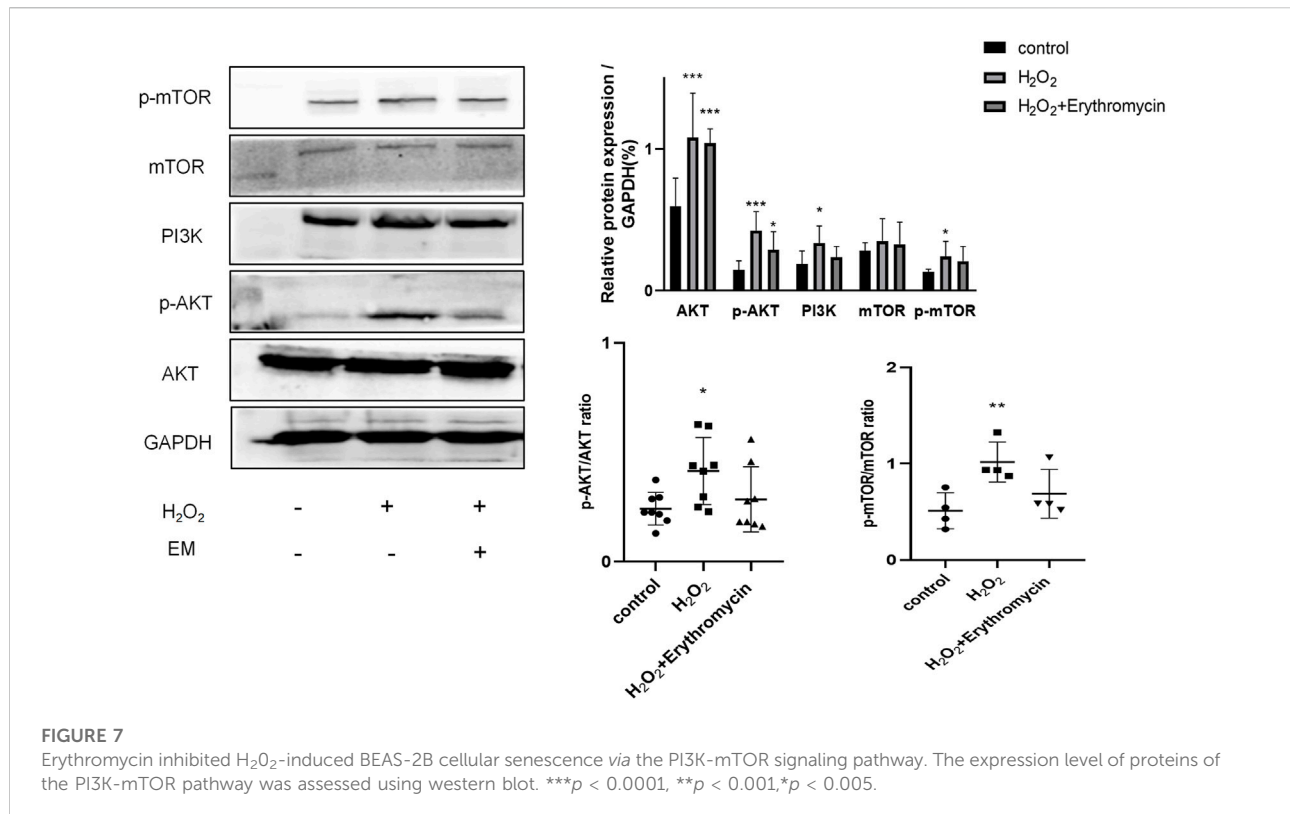 p-mTOR
mTOR
PI3K
p-AKT
AKT
GAPDH
H₂O₂ - + +
EM - - +
control
H₂O₂
H₂O₂+Erythromycin
Relative protein expression /
GAPDH(%)
1
0
*** ***
*** *
*
*
AKT p-AKT PI3K mTOR p-mTOR
p-AKT/AKT ratio
1
0
*
control
H₂O₂
H₂O₂+Erythromycin
p-mTOR/mTOR ratio
2
1
0
**
control
H₂O₂
H₂O₂+Erythromycin
FIGURE 7
Erythromycin inhibited H₂0₂-induced BEAS-2B cellular senescence via the PI3K-mTOR signaling pathway. The expression level of proteins of
the PI3K-mTOR pathway was assessed using western blot. ***p < 0.0001, **p < 0.001,*p < 0.005.